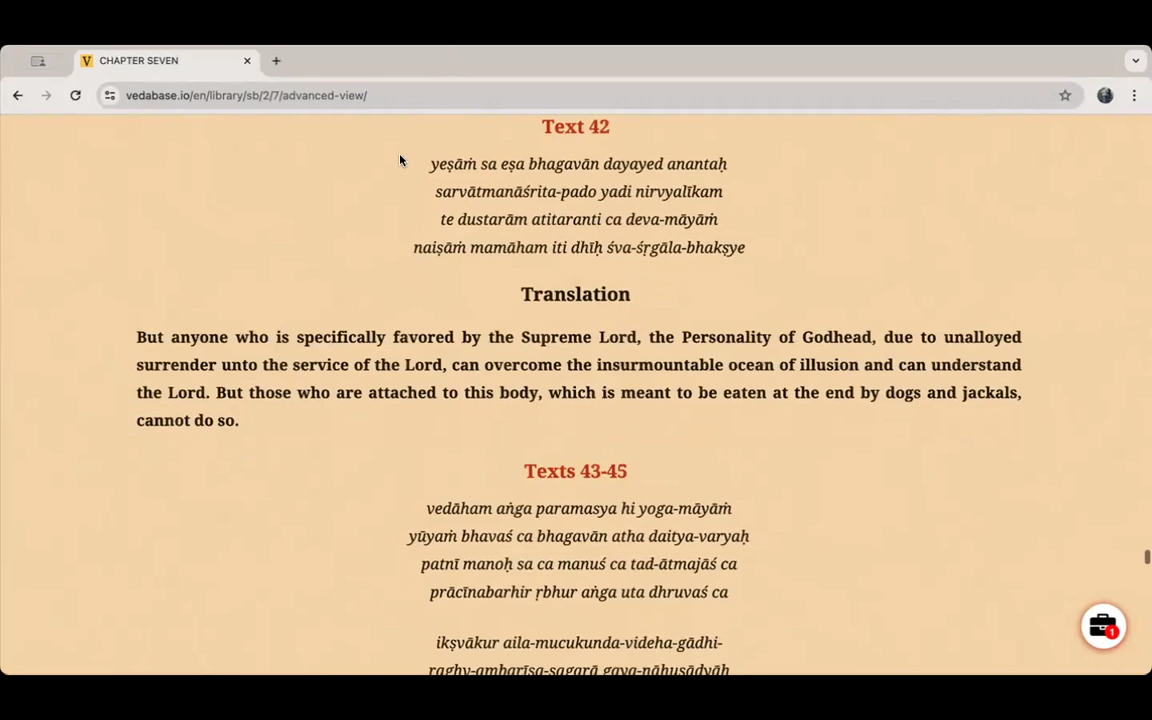 CHAPTER SEVEN
vedabase.io/en/library/sb/2/7/advanced-view/
Text 42
yeṣāṁ sa eṣa bhagavān dayayed anantaḥ
sarvātmanāśrita-pado yadi nirvyalīkam
te dustarām atitaranti ca deva-māyāṁ
naiṣāṁ mamāham iti dhīḥ śva-śṛgāla-bhakṣye
Translation
But anyone who is specifically favored by the Supreme Lord, the Personality of Godhead, due to unalloyed
surrender unto the service of the Lord, can overcome the insurmountable ocean of illusion and can understand
the Lord. But those who are attached to this body, which is meant to be eaten at the end by dogs and jackals,
cannot do so.
Texts 43-45
vedāham aṅga paramasya hi yoga-māyāṁ
yūyaṁ bhavaś ca bhagavān atha daitya-varyaḥ
patnī manoḥ sa ca manuś ca tad-ātmajāś ca
prācīnabarhir ṛbhur aṅga uta dhruvaś ca
ikṣvākur aila-mucukunda-videha-gādhi-
raghv-ambarīṣa-sagarā gaya-nāhuṣādyāḥ
1